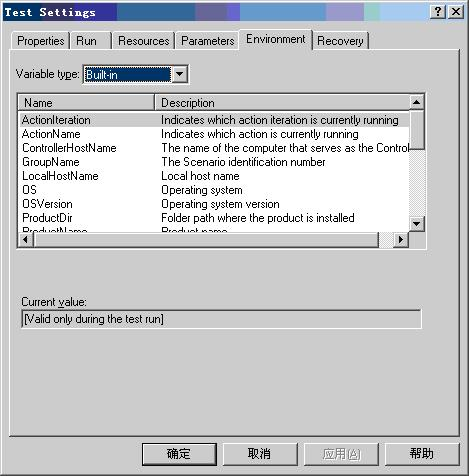 Test Settings
Properties Run Resources Parameters Environment Recovery
Variable type: Built-in
Name Description
ActionIteration Indicates which action iteration is currently running
ActionName Indicates which action is currently running
ControllerHostName The name of the computer that serves as the Control
GroupName The Scenario identification number
LocalHostName Local host name
OS Operating system
OSVersion Operating system version
ProductDir Folder path where the product is installed
ProductName Product name
Current value:
[Valid only during the test run]
确定 取消 应用(A) 帮助